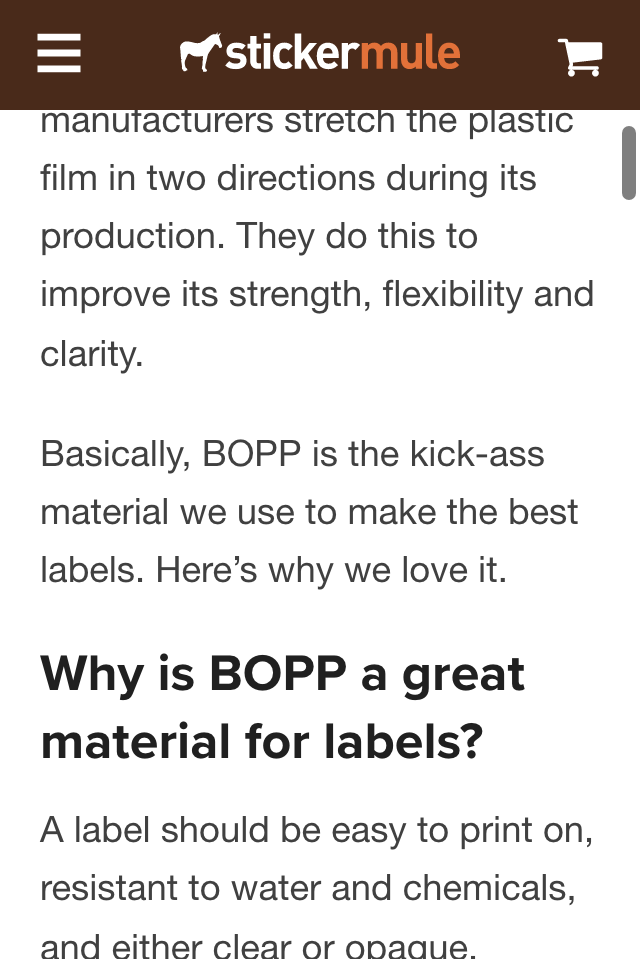 stickermule
manufacturers stretch the plastic
film in two directions during its
production. They do this to
improve its strength, flexibility and
clarity.
Basically, BOPP is the kick-ass
material we use to make the best
labels. Here’s why we love it.
Why is BOPP a great
material for labels?
A label should be easy to print on,
resistant to water and chemicals,
and either clear or opaque.